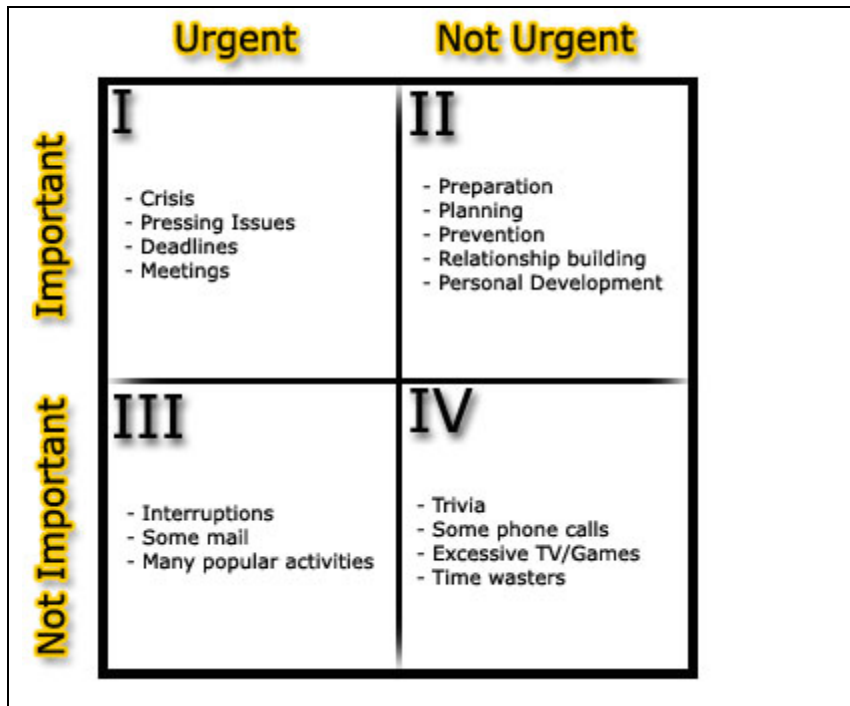 Urgent
Not Urgent
Important
I
- Crisis
- Pressing Issues
- Deadlines
- Meetings
II
- Preparation
- Planning
- Prevention
- Relationship building
- Personal Development
Not Important
III
- Interruptions
- Some mail
- Many popular activities
IV
- Trivia
- Some phone calls
- Excessive TV/Games
- Time wasters